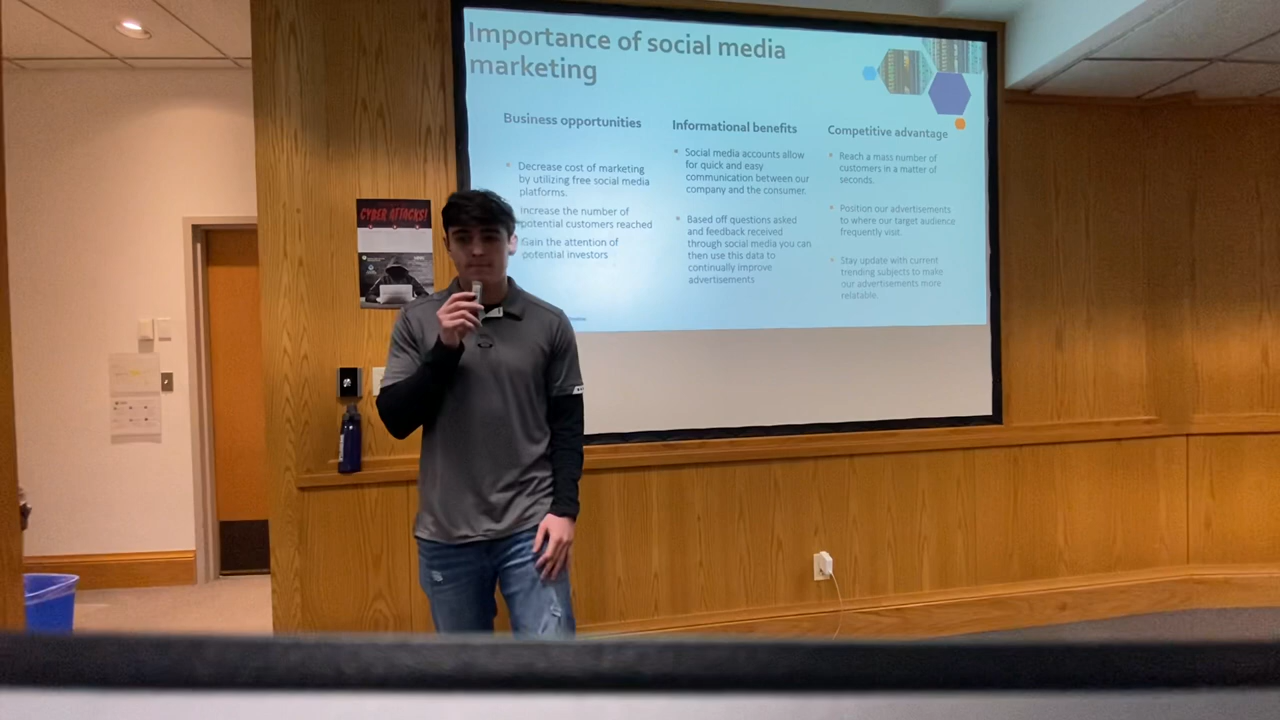 Importance of social media
marketing
Business opportunities
Decrease cost of marketing
by utilizing free social media
platforms.
Increase the number of
potential customers reached
Gain the attention of
potential investors
Informational benefits
Social media accounts allow
for quick and easy
communication between our
company and the consumer.
Based off questions asked
and feedback received
through social media you can
then use this data to
continually improve
advertisements
Competitive advantage
Reach a mass number of
customers in a matter of
seconds.
Position our advertisements
to where our target audience
frequently visit.
Stay update with current
trending subjects to make
our advertisements more
relatable.
CYBER ATTACKS!